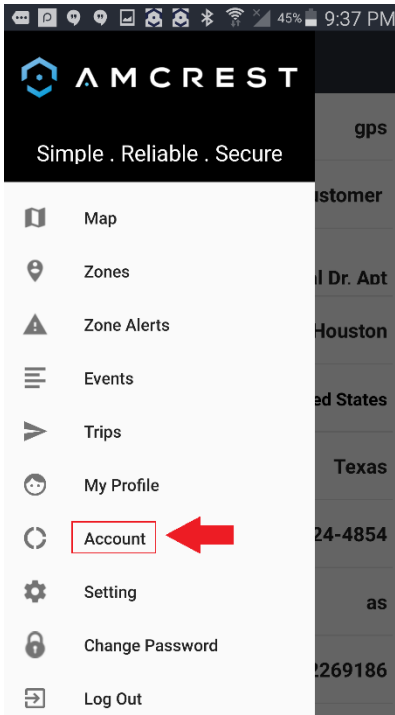 45% 9:37 PM
AMCREST
Simple . Reliable . Secure
gps
Map
ustomer
Zones
l Dr. Apt
Zone Alerts
Houston
Events
ed States
Trips
Texas
My Profile
Account
24-4854
Setting
as
Change Password
2269186
Log Out